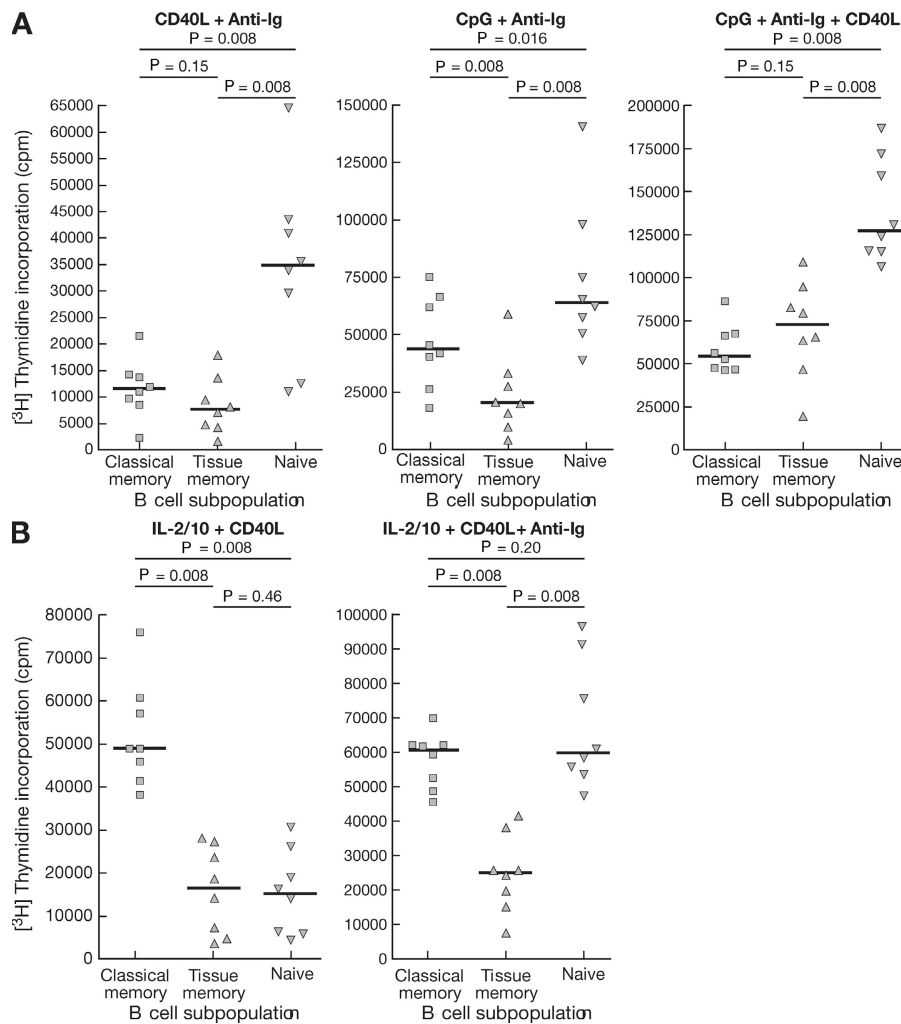 A
CD40L + Anti-Ig
P = 0.008
P = 0.15
P = 0.008
[³H] Thymidine incorporation (cpm)
65000
60000
55000
50000
45000
40000
35000
30000
25000
20000
15000
10000
5000
0
Classical memory
Tissue memory
Naive
B cell subpopulation
CpG + Anti-Ig
P = 0.016
P = 0.008
P = 0.008
150000
125000
100000
75000
50000
25000
0
Classical memory
Tissue memory
Naive
B cell subpopulation
CpG + Anti-Ig + CD40L
P = 0.008
P = 0.15
P = 0.008
200000
175000
150000
125000
100000
75000
50000
25000
0
Classical memory
Tissue memory
Naive
B cell subpopulation
B
IL-2/10 + CD40L
P = 0.008
P = 0.008
P = 0.46
[³H] Thymidine incorporation (cpm)
80000
70000
60000
50000
40000
30000
20000
10000
0
Classical memory
Tissue memory
Naive
B cell subpopulation
IL-2/10 + CD40L+ Anti-Ig
P = 0.20
P = 0.008
P = 0.008
100000
90000
80000
70000
60000
50000
40000
30000
20000
10000
0
Classical memory
Tissue memory
Naive
B cell subpopulation